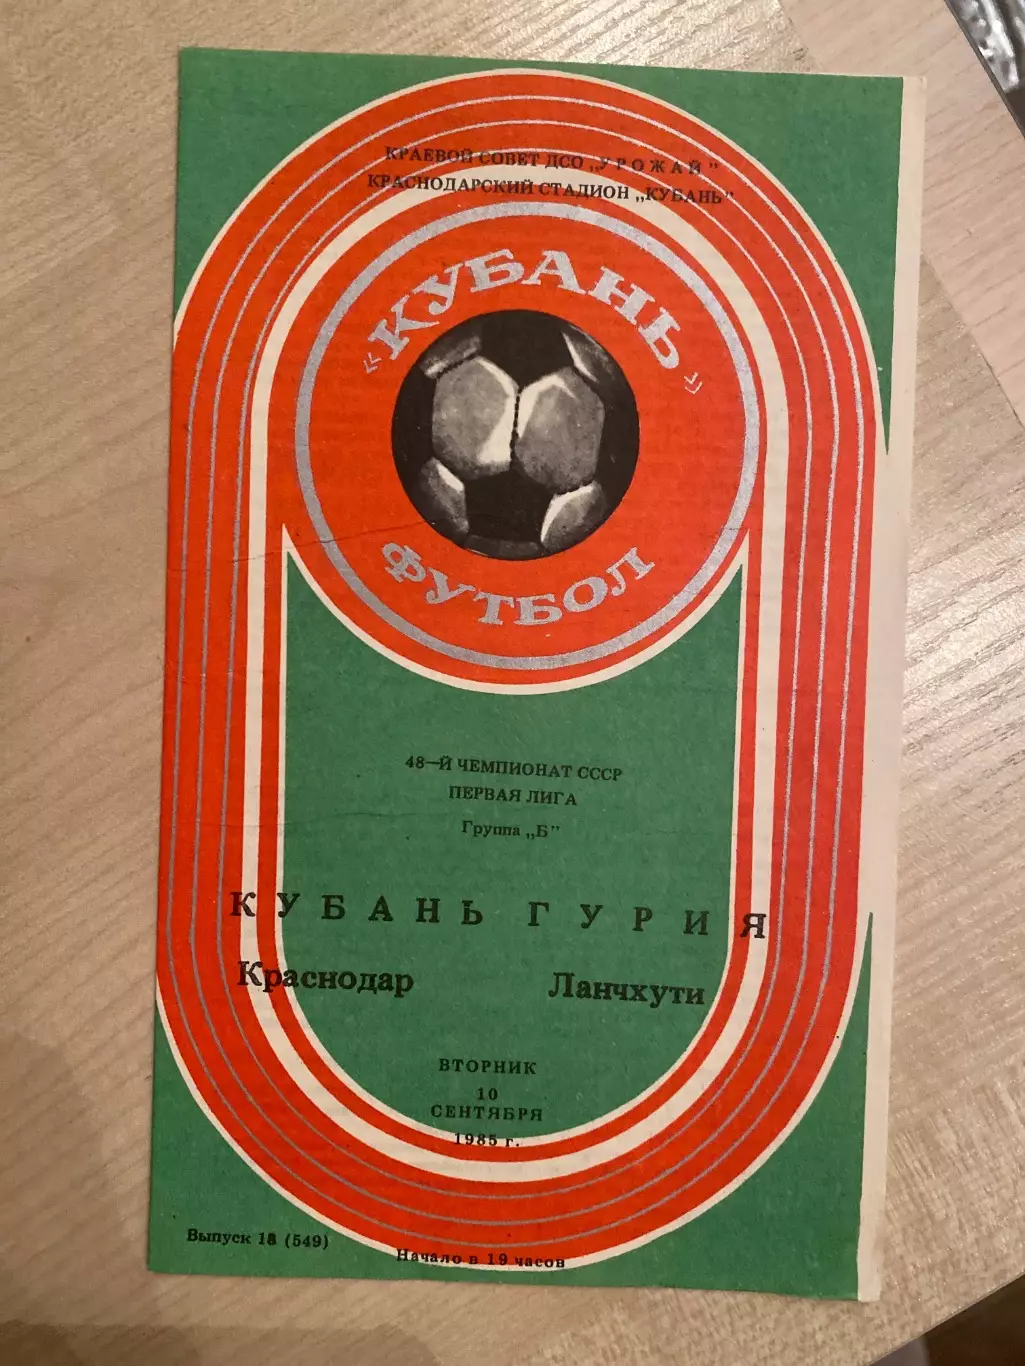 КРАЕВОЙ СОВЕТ ДСО „УРОЖАЙ"
КРАСНОДАРСКИЙ СТАДИОН „КУБАНЬ"
«КУБАНЬ»
ФУТБОЛ
48-Й ЧЕМПИОНАТ СССР
ПЕРВАЯ ЛИГА
Группа „Б"
КУБАНЬ ГУРИЯ
Краснодар Ланчхути
ВТОРНИК
10
СЕНТЯБРЯ
1985 г.
Выпуск 18 (549)
Начало в 19 часов